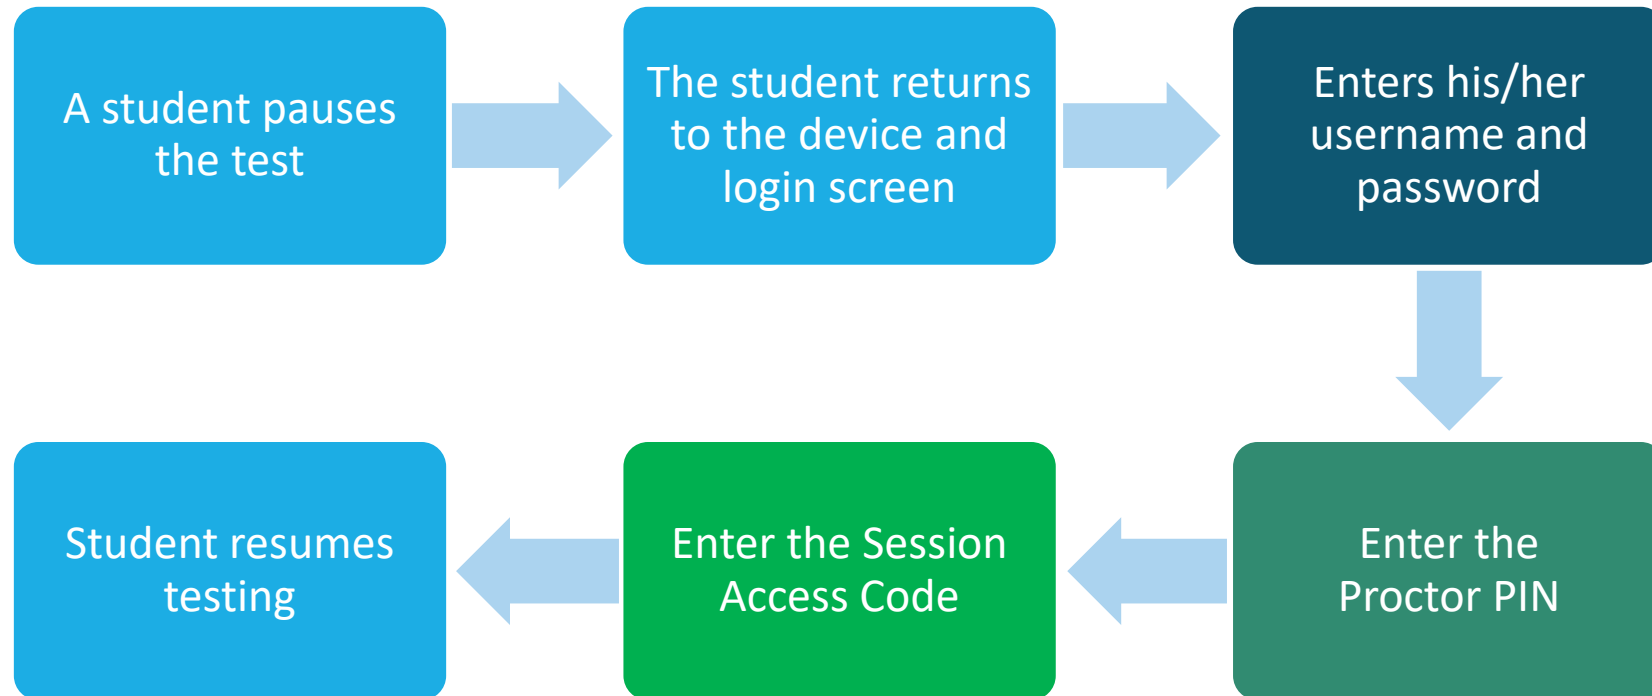 A student pauses
the test
The student returns
to the device and
login screen
Enters his/her
username and
password
Enter the
Proctor PIN
Enter the Session
Access Code
Student resumes
testing